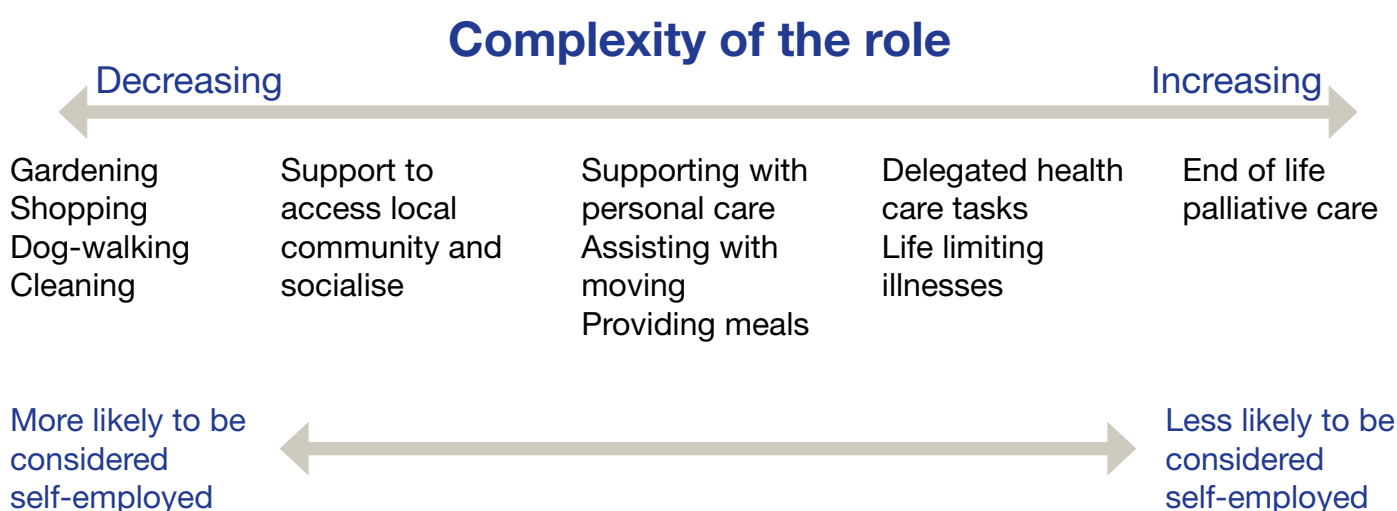 Complexity of the role
Decreasing
Increasing
Gardening
Shopping
Dog-walking
Cleaning
Support to
access local
community and
socialise
Supporting with
personal care
Assisting with
moving
Providing meals
Delegated health
care tasks
Life limiting
illnesses
End of life
palliative care
More likely to be
considered
self-employed
Less likely to be
considered
self-employed